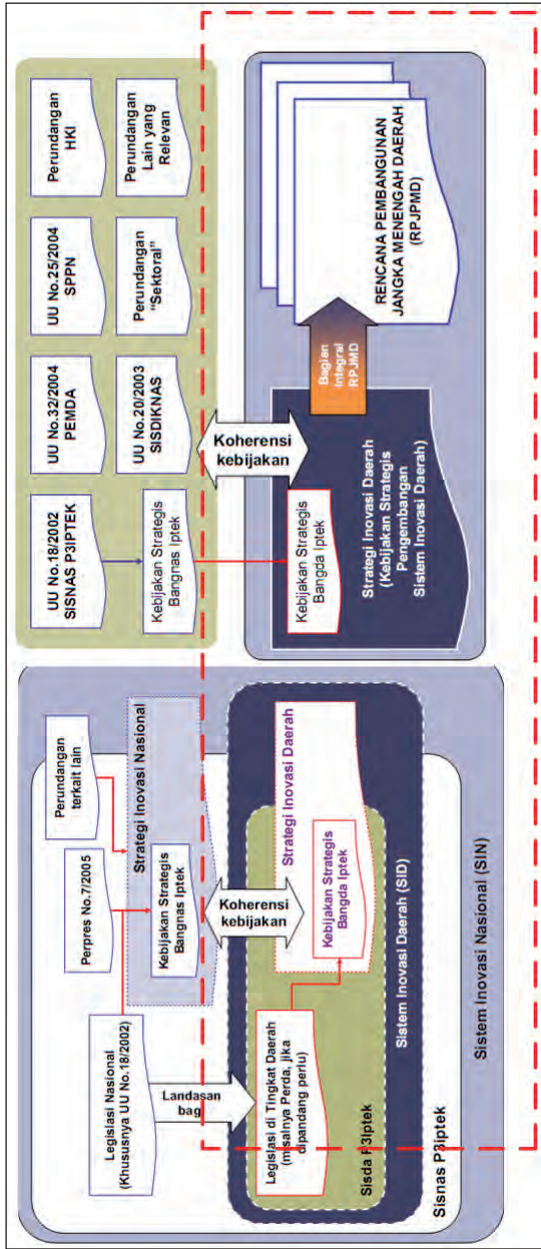 Legislasi Nasional
(Khususnya UU No.18/2002)
Perpres No.7/2005
Perundangan
terkait lain
Strategi Inovasi Nasional
Kebijakan Strategis
Bangnas Iptek
Landasan
bag
Koherensi
kebijakan
Legislasi di Tingkat Daerah
(misalnya Perda, jika
dipandang perlu)
Strategi Inovasi Daerah
Kebijakan Strategis
Bangda Iptek
Sisda P3Iptek
Sistem Inovasi Daerah (SID)
Sisnas P3Iptek
Sistem Inovasi Nasional (SIN)
UU No.18/2002
SISNAS P3IPTEK
UU No.32/2004
PEMDA
UU No.25/2004
SPPN
Perundangan
HKI
Kebijakan Strategis
Bangnas Iptek
UU No.20/2003
SISDIKNAS
Perundangan
“Sektoral”
Perundangan
Lain yang
Relevan
Koherensi
kebijakan
Kebijakan Strategis
Bangda Iptek
Strategi Inovasi Daerah
(Kebijakan Strategis
Pengembangan
Sistem Inovasi Daerah)
Bagian
Integral
RPJMD
RENCANA PEMBANGUNAN
JANGKA MENENGAH DAERAH
(RPJPMD)